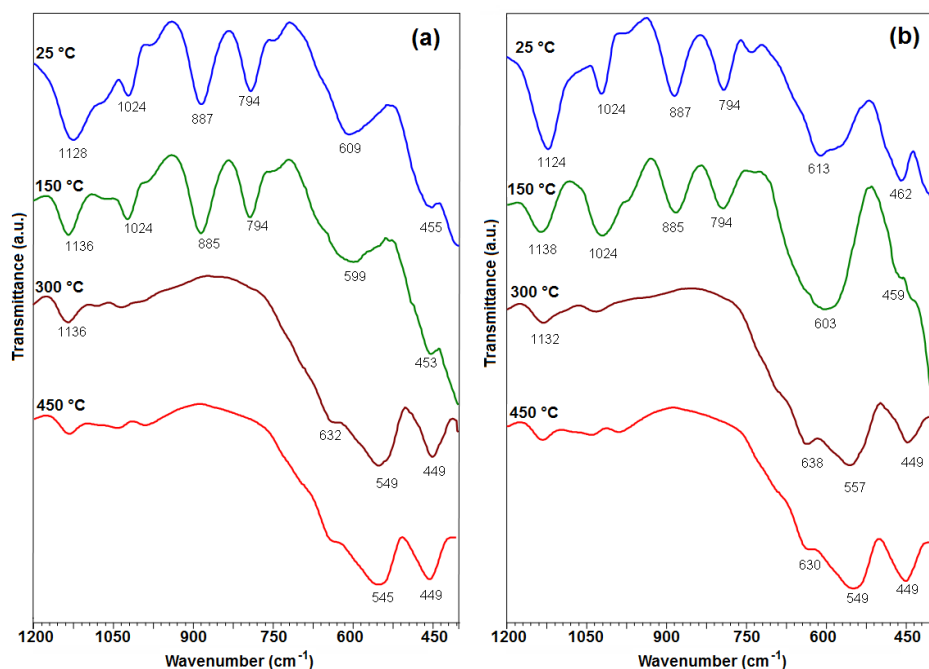 (a)
25 °C
1128
1024
887
794
609
455
150 °C
1136
1024
885
794
599
453
300 °C
1136
632
549
449
450 °C
545
449
Transmittance (a.u.)
1200 1050 900 750 600 450
Wavenumber (cm⁻¹)
(b)
25 °C
1124
1024
887
794
613
462
150 °C
1138
1024
885
794
603
459
300 °C
1132
638
557
449
450 °C
630
549
449
Transmittance (a.u.)
1200 1050 900 750 600 450
Wavenumber (cm⁻¹)